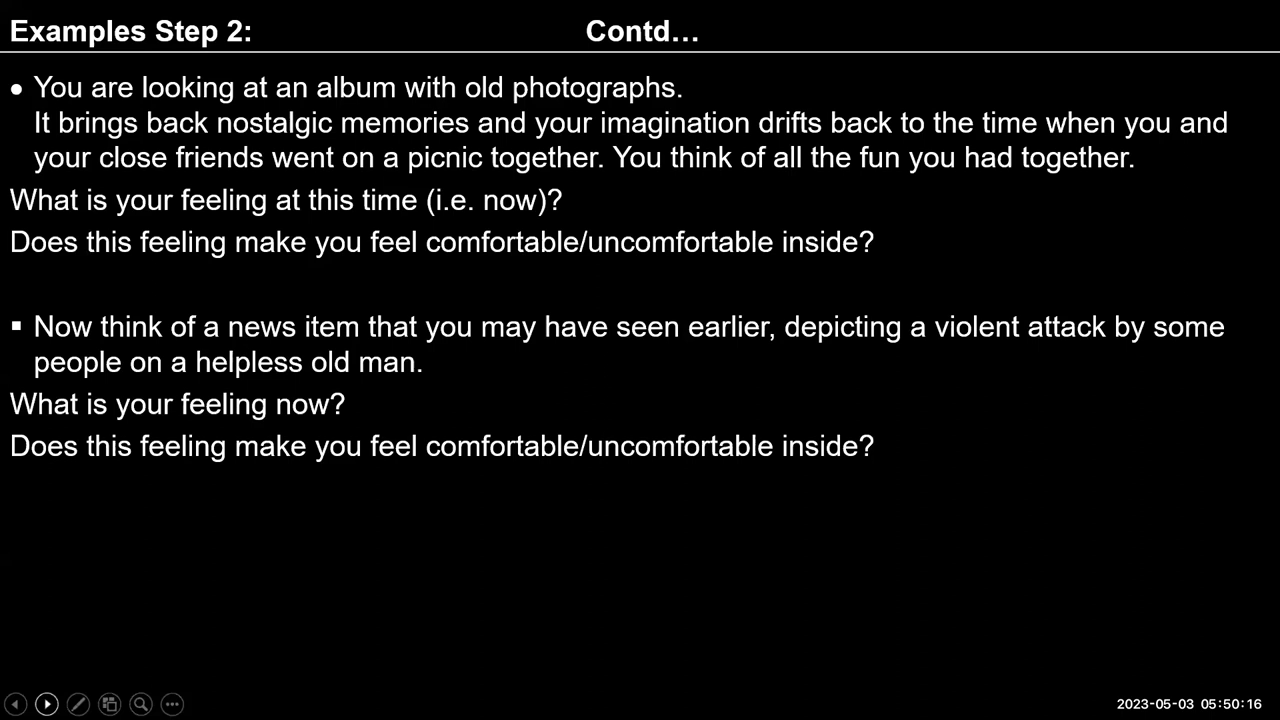 Examples Step 2: Contd…
● You are looking at an album with old photographs.
It brings back nostalgic memories and your imagination drifts back to the time when you and
your close friends went on a picnic together. You think of all the fun you had together.
What is your feeling at this time (i.e. now)?
Does this feeling make you feel comfortable/uncomfortable inside?
▪ Now think of a news item that you may have seen earlier, depicting a violent attack by some
people on a helpless old man.
What is your feeling now?
Does this feeling make you feel comfortable/uncomfortable inside?
2023-05-03 05:50:16